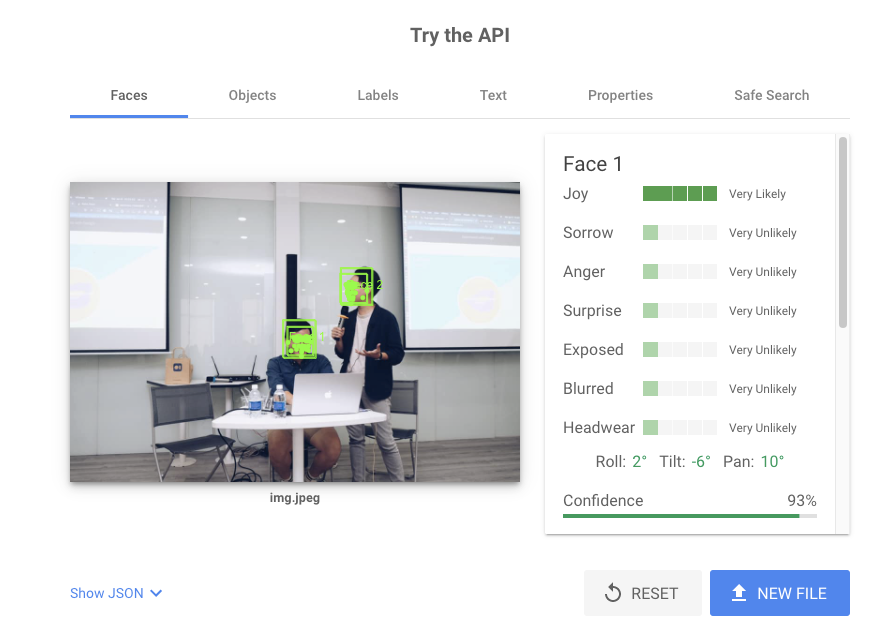 Try the API
Faces Objects Labels Text Properties Safe Search
Face 1
Joy Very Likely
Sorrow Very Unlikely
Anger Very Unlikely
Surprise Very Unlikely
Exposed Very Unlikely
Blurred Very Unlikely
Headwear Very Unlikely
Roll: 2° Tilt: -6° Pan: 10°
Confidence 93%
img.jpeg
Show JSON
RESET
NEW FILE